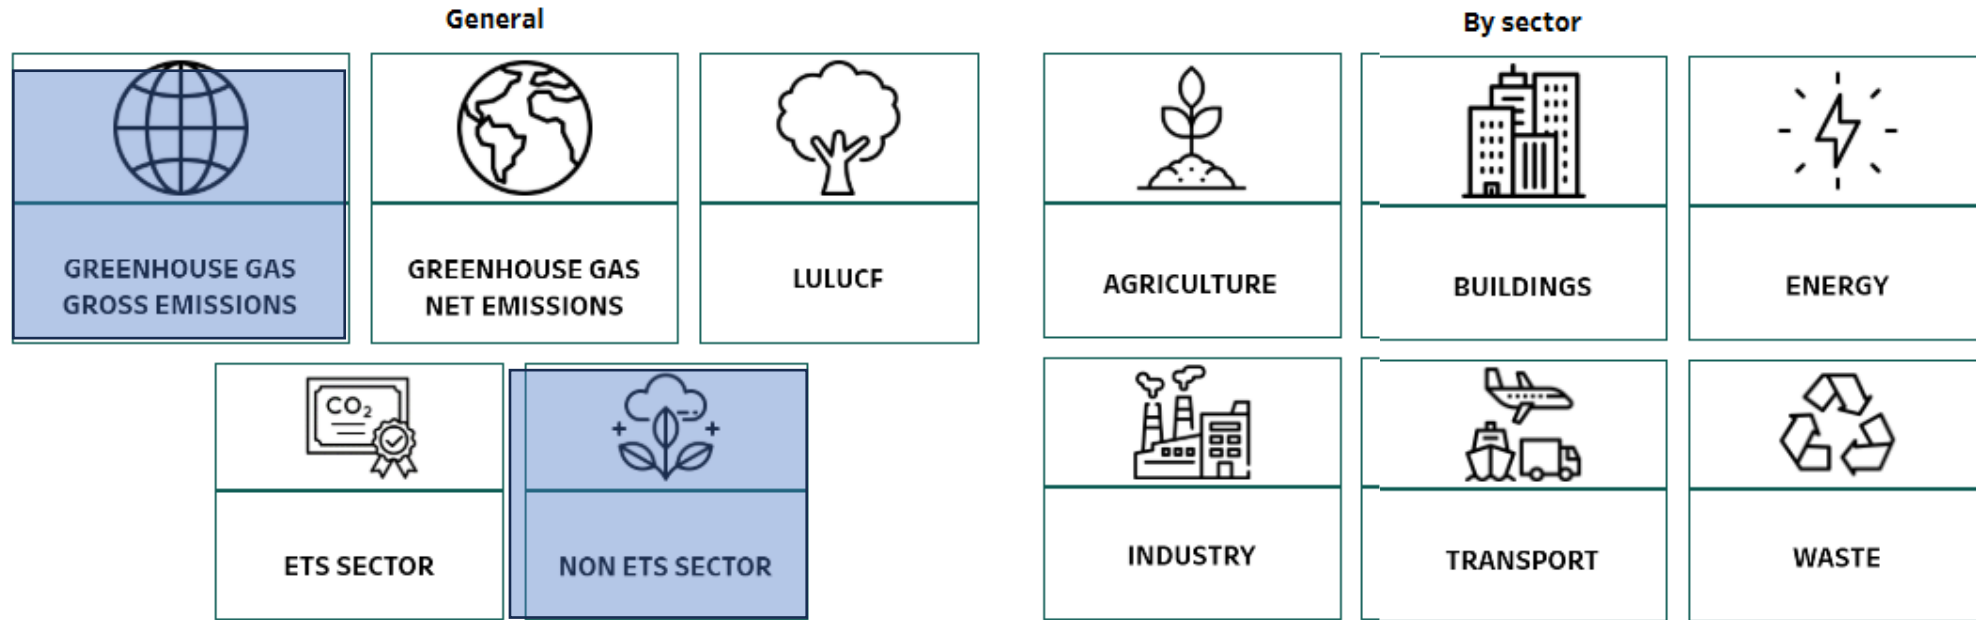 General
GREENHOUSE GAS
GROSS EMISSIONS
GREENHOUSE GAS
NET EMISSIONS
LULUCF
CO₂
ETS SECTOR
NON ETS SECTOR
By sector
AGRICULTURE
BUILDINGS
ENERGY
INDUSTRY
TRANSPORT
WASTE